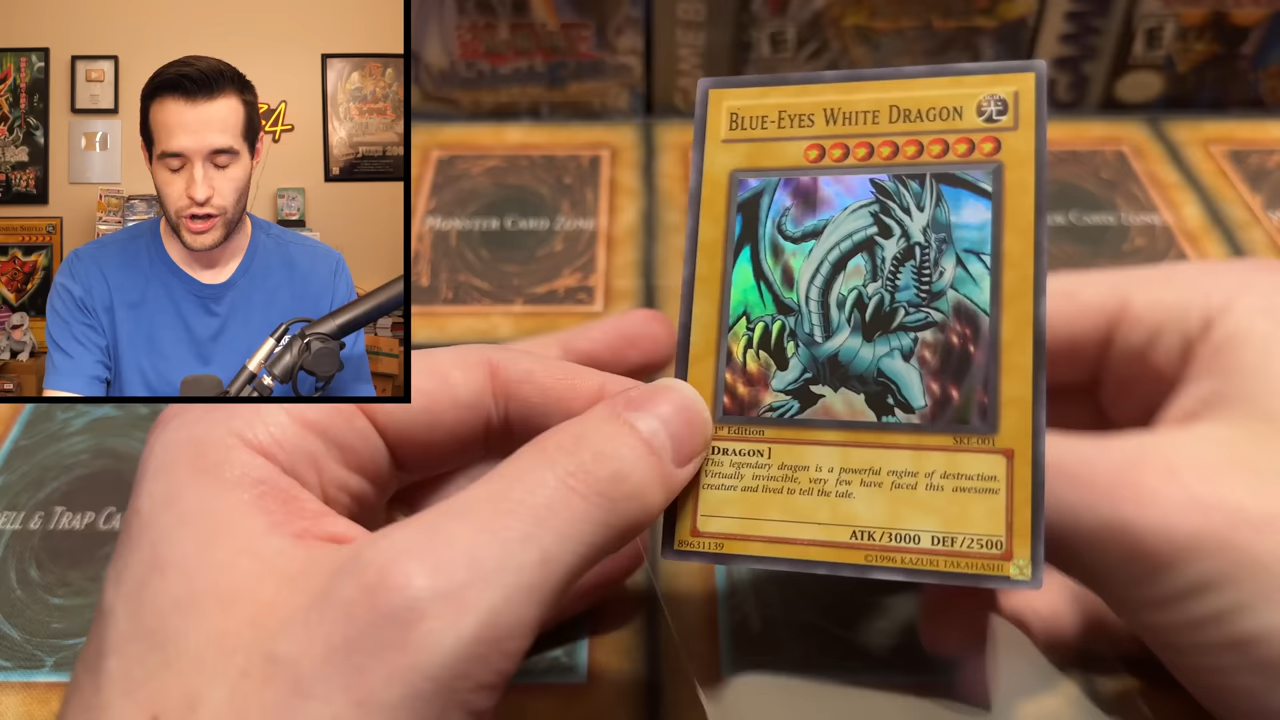 BLUE-EYES WHITE DRAGON
光
1st Edition
SKE-001
[DRAGON]
This legendary dragon is a powerful engine of destruction.
Virtually invincible, very few have faced this awesome
creature and lived to tell the tale.
ATK/3000 DEF/2500
89631139
©1996 KAZUKI TAKAHASHI
MONSTER CARD ZONE
ELL & TRAP CA